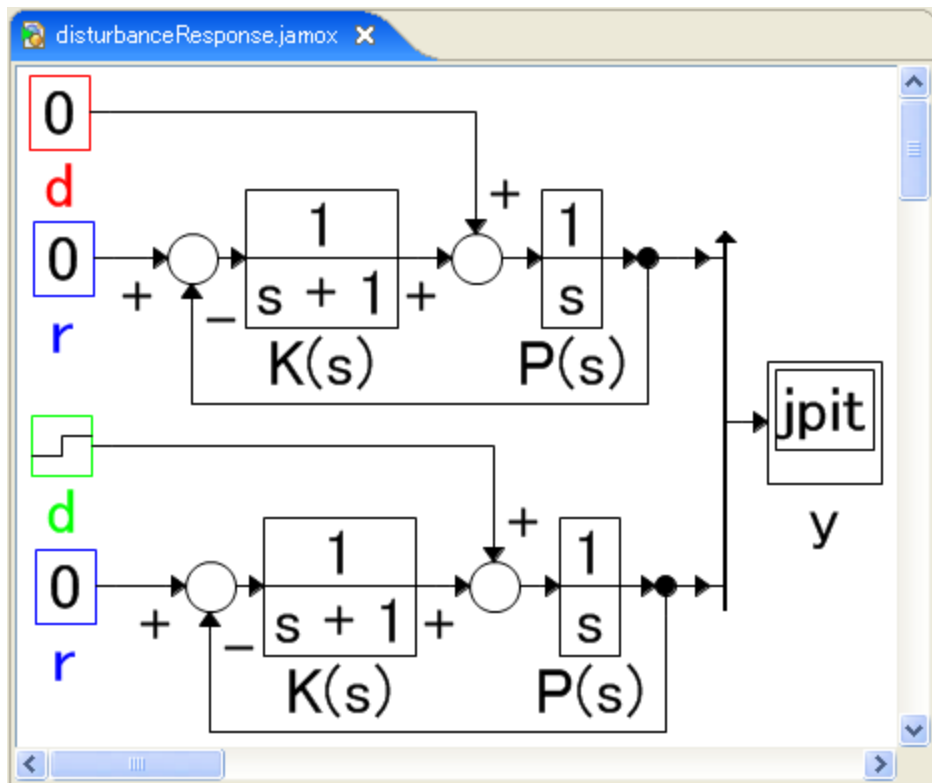 disturbanceResponse.jamox
0
d
+
0
1
s + 1
1
s
+
−
+
r
K(s)
P(s)
jpit
y
d
+
0
1
s + 1
1
s
+
−
+
r
K(s)
P(s)